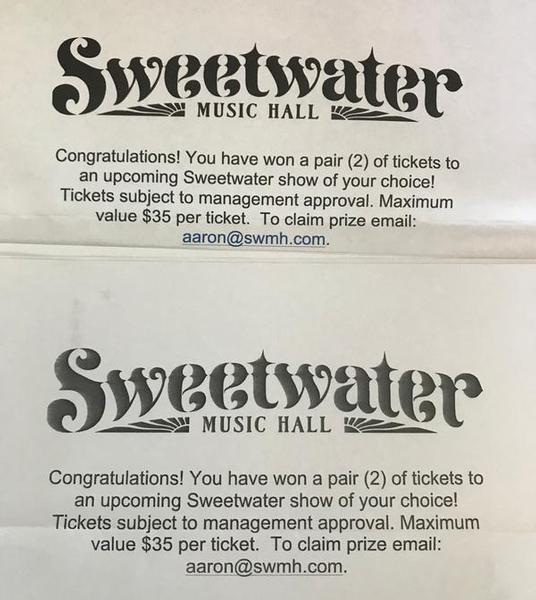 Sweetwater
MUSIC HALL
Congratulations! You have won a pair (2) of tickets to
an upcoming Sweetwater show of your choice!
Tickets subject to management approval. Maximum
value $35 per ticket.  To claim prize email:
aaron@swmh.com.
Sweetwater
MUSIC HALL
Congratulations! You have won a pair (2) of tickets to
an upcoming Sweetwater show of your choice!
Tickets subject to management approval. Maximum
value $35 per ticket.  To claim prize email:
aaron@swmh.com.